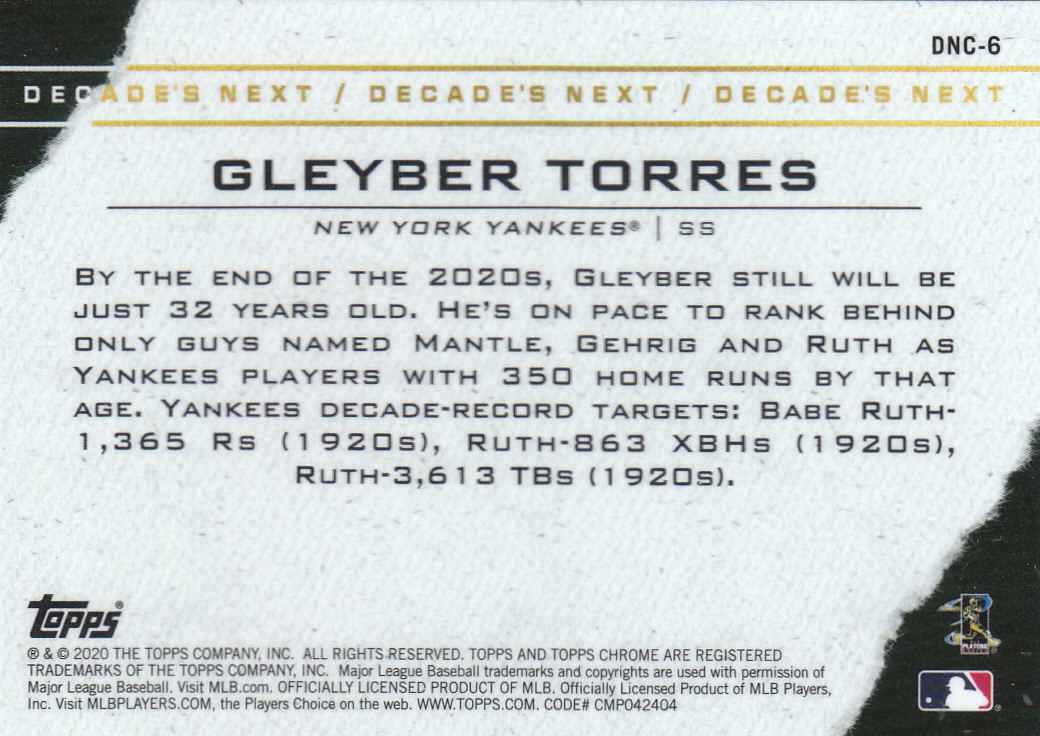 DNC-6
DECADE'S NEXT / DECADE'S NEXT / DECADE'S NEXT
GLEYBER TORRES
NEW YORK YANKEES® | SS
BY THE END OF THE 2020s, GLEYBER STILL WILL BE
JUST 32 YEARS OLD. HE'S ON PACE TO RANK BEHIND
ONLY GUYS NAMED MANTLE, GEHRIG AND RUTH AS
YANKEES PLAYERS WITH 350 HOME RUNS BY THAT
AGE. YANKEES DECADE-RECORD TARGETS: BABE RUTH-
1,365 Rs (1920s), RUTH-863 XBHs (1920s),
RUTH-3,613 TBs (1920s).
TOPPS®
® & © 2020 THE TOPPS COMPANY, INC. ALL RIGHTS RESERVED. TOPPS AND TOPPS CHROME ARE REGISTERED
TRADEMARKS OF THE TOPPS COMPANY, INC. Major League Baseball trademarks and copyrights are used with permission of
Major League Baseball. Visit MLB.com. OFFICIALLY LICENSED PRODUCT OF MLB. Officially Licensed Product of MLB Players,
Inc. Visit MLBPLAYERS.COM, the Players Choice on the web. WWW.TOPPS.COM. CODE# CMP042404
PLAYERS